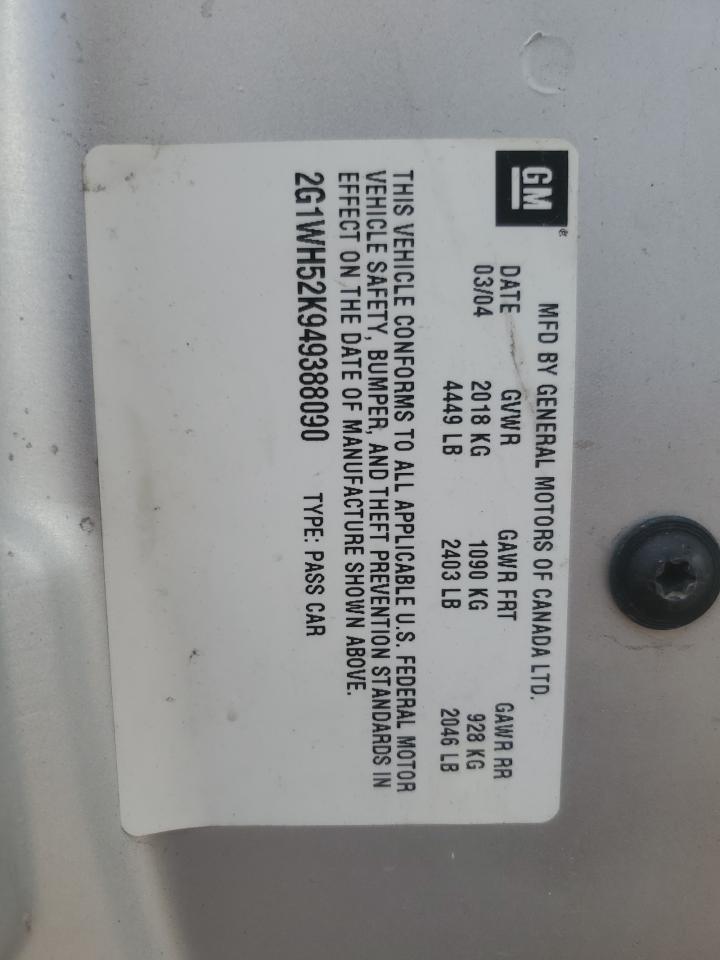 GM®
MFD BY GENERAL MOTORS OF CANADA LTD.
DATE GVWR GAWR FRT GAWR RR
03/04 2018 KG 1090 KG 928 KG
4449 LB 2403 LB 2046 LB
THIS VEHICLE CONFORMS TO ALL APPLICABLE U.S. FEDERAL MOTOR
VEHICLE SAFETY, BUMPER, AND THEFT PREVENTION STANDARDS IN
EFFECT ON THE DATE OF MANUFACTURE SHOWN ABOVE.
2G1WH52K949388090 TYPE: PASS CAR